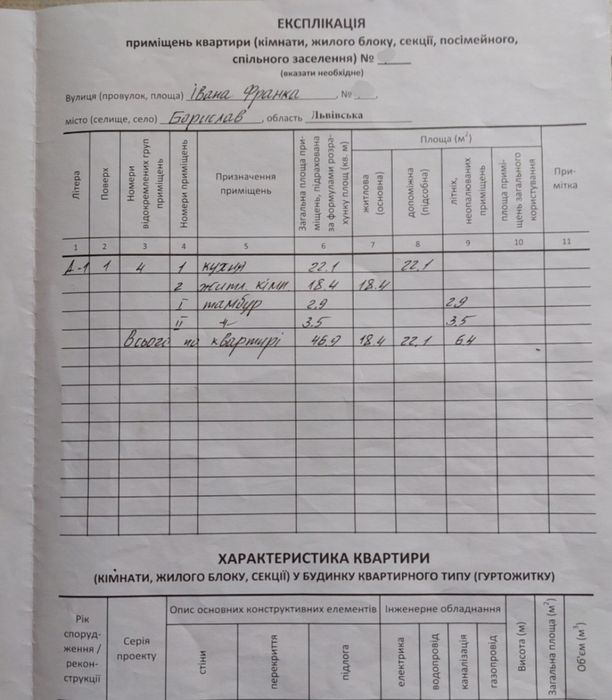 ЕКСПЛІКАЦІЯ
приміщень квартири (кімнати, жилого блоку, секції, посімейного,
спільного заселення) №
(вказати необхідне)
Вулиця (провулок, площа) Івана Франка, №
місто (селище, село) Борислав, область Львівська
Літера
Поверх
Номери відокремлених груп приміщень
Номери приміщень
Призначення приміщень
Загальна площа приміщень, підрахована за формулами розрахунку площ (кв. м)
Площа (м²)
житлова (основна)
допоміжна (підсобна)
літніх, неопалюваних приміщень
площа приміщень загального користування
Примітка
1 2 3 4 5 6 7 8 9 10 11
А-1 1 4 1 кухня 22.1 22.1
2 житл. кімн. 18.4 18.4
I тамбур 2.9 2.9
II 3.5 3.5
Всього по квартирі 46.9 18.4 22.1 6.4
ХАРАКТЕРИСТИКА КВАРТИРИ
(КІМНАТИ, ЖИЛОГО БЛОКУ, СЕКЦІЇ) У БУДИНКУ КВАРТИРНОГО ТИПУ (ГУРТОЖИТКУ)
Рік споруд-
ження /
рекон-
струкції
Серія
проекту
Опис основних конструктивних елементів
стіни
перекриття
підлога
Інженерне обладнання
електрика
водопровід
каналізація
газопровід
Висота (м)
Загальна площа (м²)
Об'єм (м³)